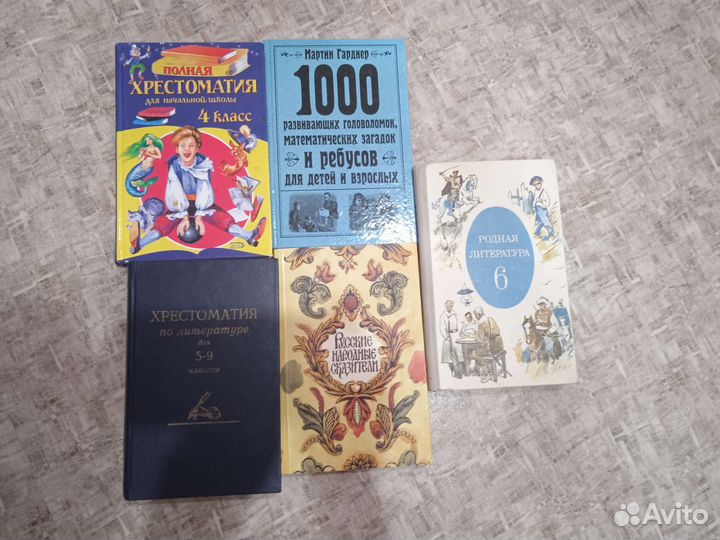 ПОЛНАЯ
ХРЕСТОМАТИЯ
для начальной школы
4 класс
Мартин Гарднер
1000
развивающих головоломок,
математических загадок
и ребусов
для детей и взрослых
РОДНАЯ
ЛИТЕРАТУРА
6
ХРЕСТОМАТИЯ
по литературе
для
5-9
классов
Русские
народные
сказители
Avito